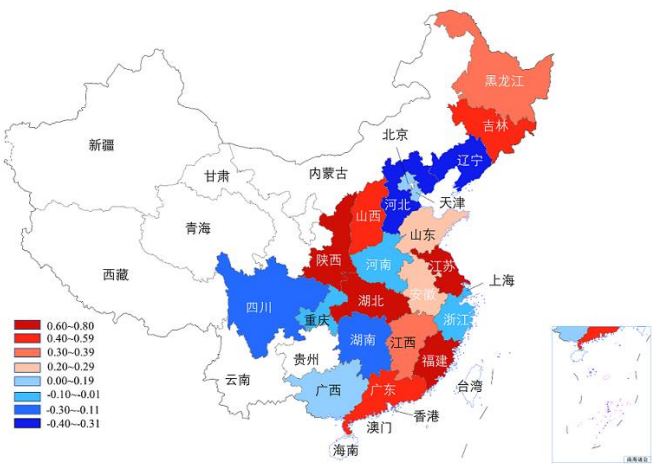 黑龙江
吉林
北京
辽宁
新疆
内蒙古
甘肃
天津
河北
山西
青海
山东
陕西
河南
江苏
西藏
上海
安徽
湖北
四川
重庆
浙江
湖南
江西
贵州
福建
云南
广西
广东
台湾
香港
澳门
海南
0.60~0.80
0.40~0.59
0.30~0.39
0.20~0.29
0.00~0.19
-0.10~-0.01
-0.30~-0.11
-0.40~-0.31
南海诸岛